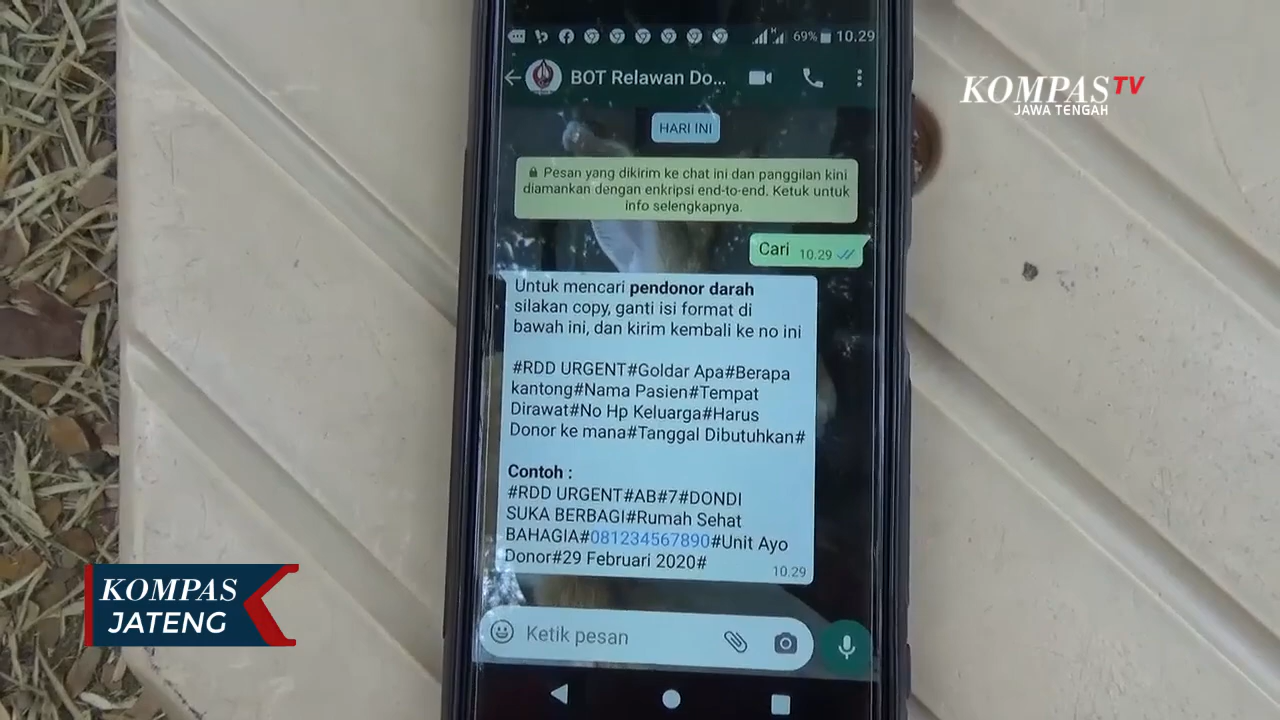 69% 10.29
BOT Relawan Do...
KOMPAS TV
JAWA TENGAH
HARI INI
Pesan yang dikirim ke chat ini dan panggilan kini
diamankan dengan enkripsi end-to-end. Ketuk untuk
info selengkapnya.
Cari 10.29
Untuk mencari pendonor darah
silakan copy, ganti isi format di
bawah ini, dan kirim kembali ke no ini
#RDD URGENT#Goldar Apa#Berapa
kantong#Nama Pasien#Tempat
Dirawat#No Hp Keluarga#Harus
Donor ke mana#Tanggal Dibutuhkan#
Contoh :
#RDD URGENT#AB#7#DONDI
SUKA BERBAGI#Rumah Sehat
BAHAGIA#081234567890#Unit Ayo
Donor#29 Februari 2020#
10.29
Ketik pesan
KOMPAS
JATENG